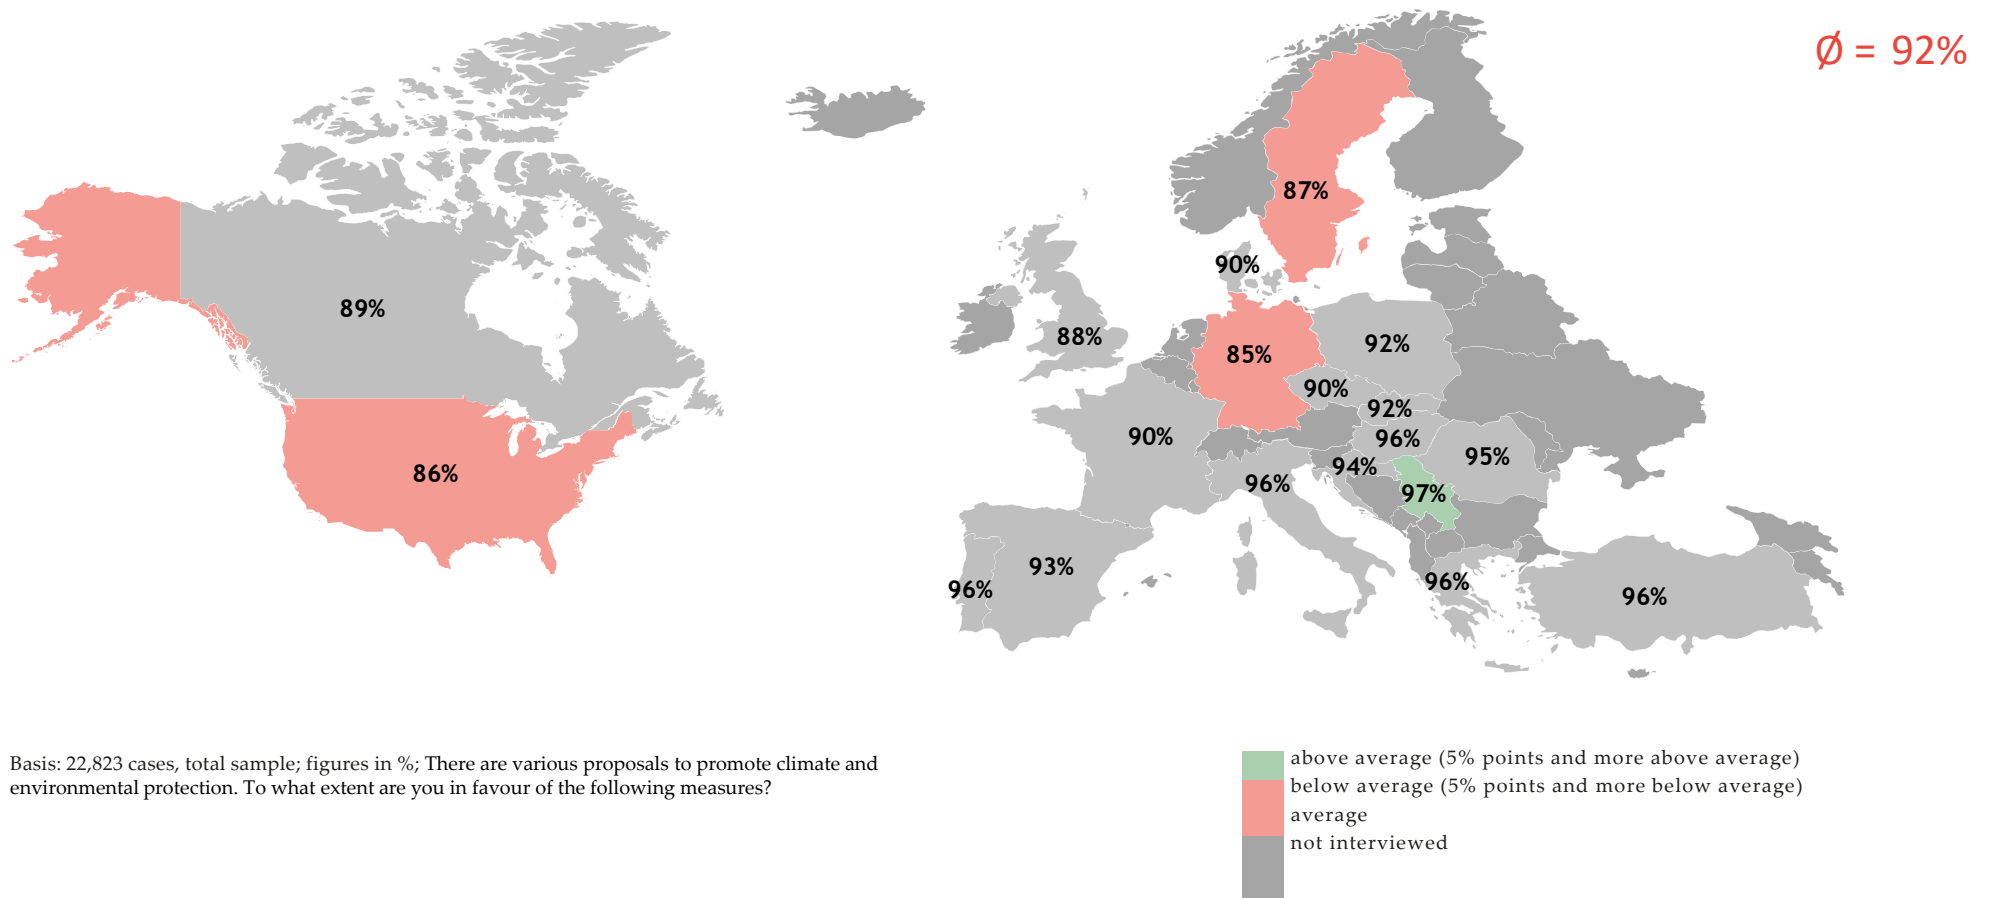 Ø = 92%
87%
90%
89%
88%
92%
85%
90%
92%
90%
96%
95%
94%
96%
97%
86%
93%
96%
96%
96%
Basis: 22,823 cases, total sample; figures in %; There are various proposals to promote climate and
environmental protection. To what extent are you in favour of the following measures?
above average (5% points and more above average)
below average (5% points and more below average)
average
not interviewed